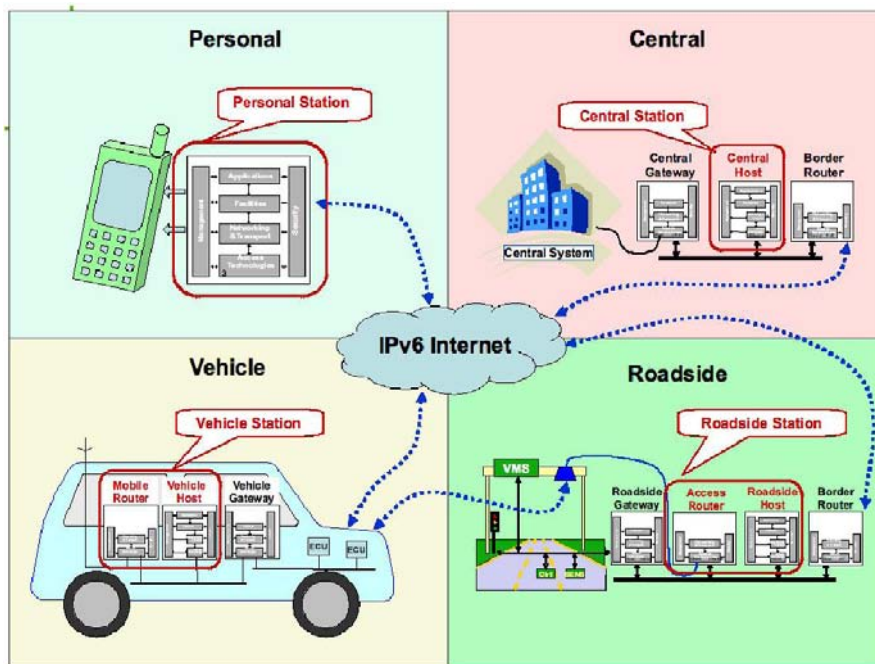 Personal
Personal Station
Applications
Facilities
Networking
& Transport
Access
Technologies
Management
Security
Central
Central Station
Central
Gateway
Central
Host
Border
Router
Central System
IPv6 Internet
Vehicle
Vehicle Station
Mobile
Router
Vehicle
Host
Vehicle
Gateway
ECU
ECU
Roadside
Roadside Station
VMS
Roadside
Gateway
Access
Router
Roadside
Host
Border
Router
Ctrl
SENS